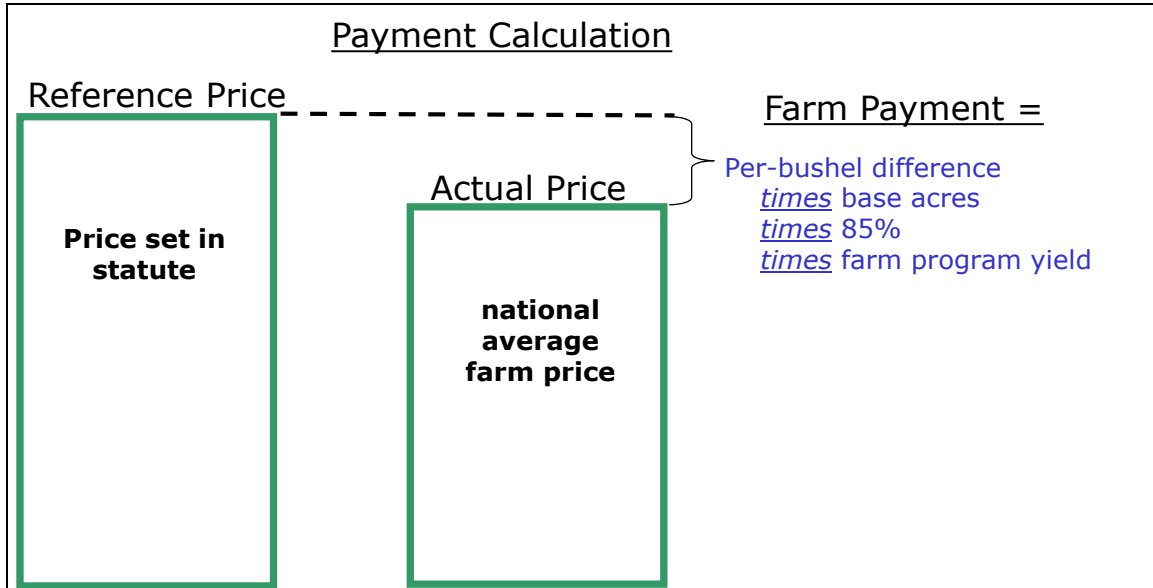 Payment Calculation
Reference Price
Price set in
statute
Actual Price
national
average
farm price
Farm Payment =
Per-bushel difference
times base acres
times 85%
times farm program yield